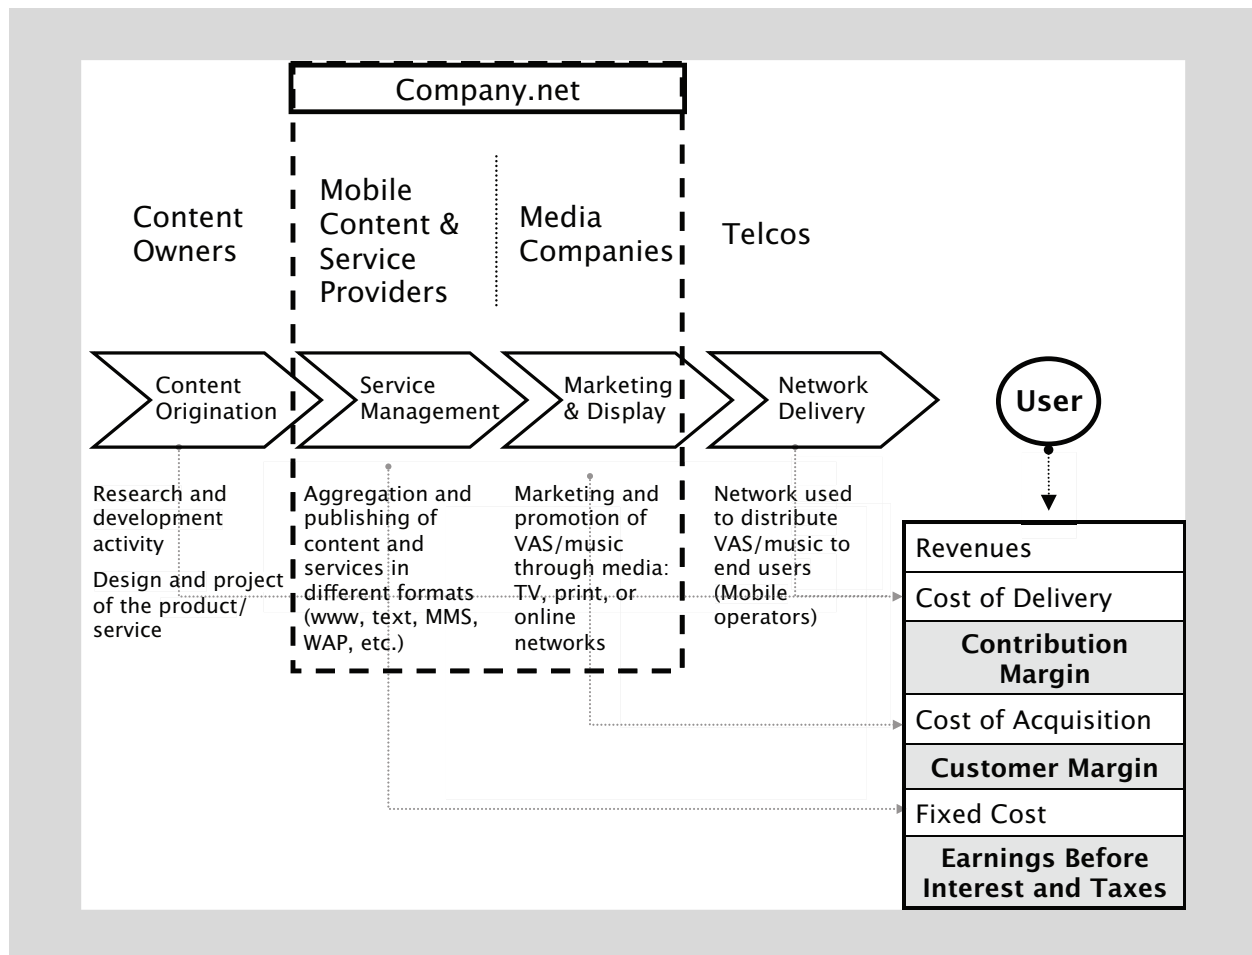 Company.net
Content
Owners
Mobile
Content &
Service
Providers
Media
Companies
Telcos
Content
Origination
Service
Management
Marketing
& Display
Network
Delivery
User
Research and
development
activity
Design and project
of the product/
service
Aggregation and
publishing of
content and
services in
different formats
(www, text, MMS,
WAP, etc.)
Marketing and
promotion of
VAS/music
through media:
TV, print, or
online
networks
Network used
to distribute
VAS/music to
end users
(Mobile
operators)
Revenues
Cost of Delivery
Contribution
Margin
Cost of Acquisition
Customer Margin
Fixed Cost
Earnings Before
Interest and Taxes